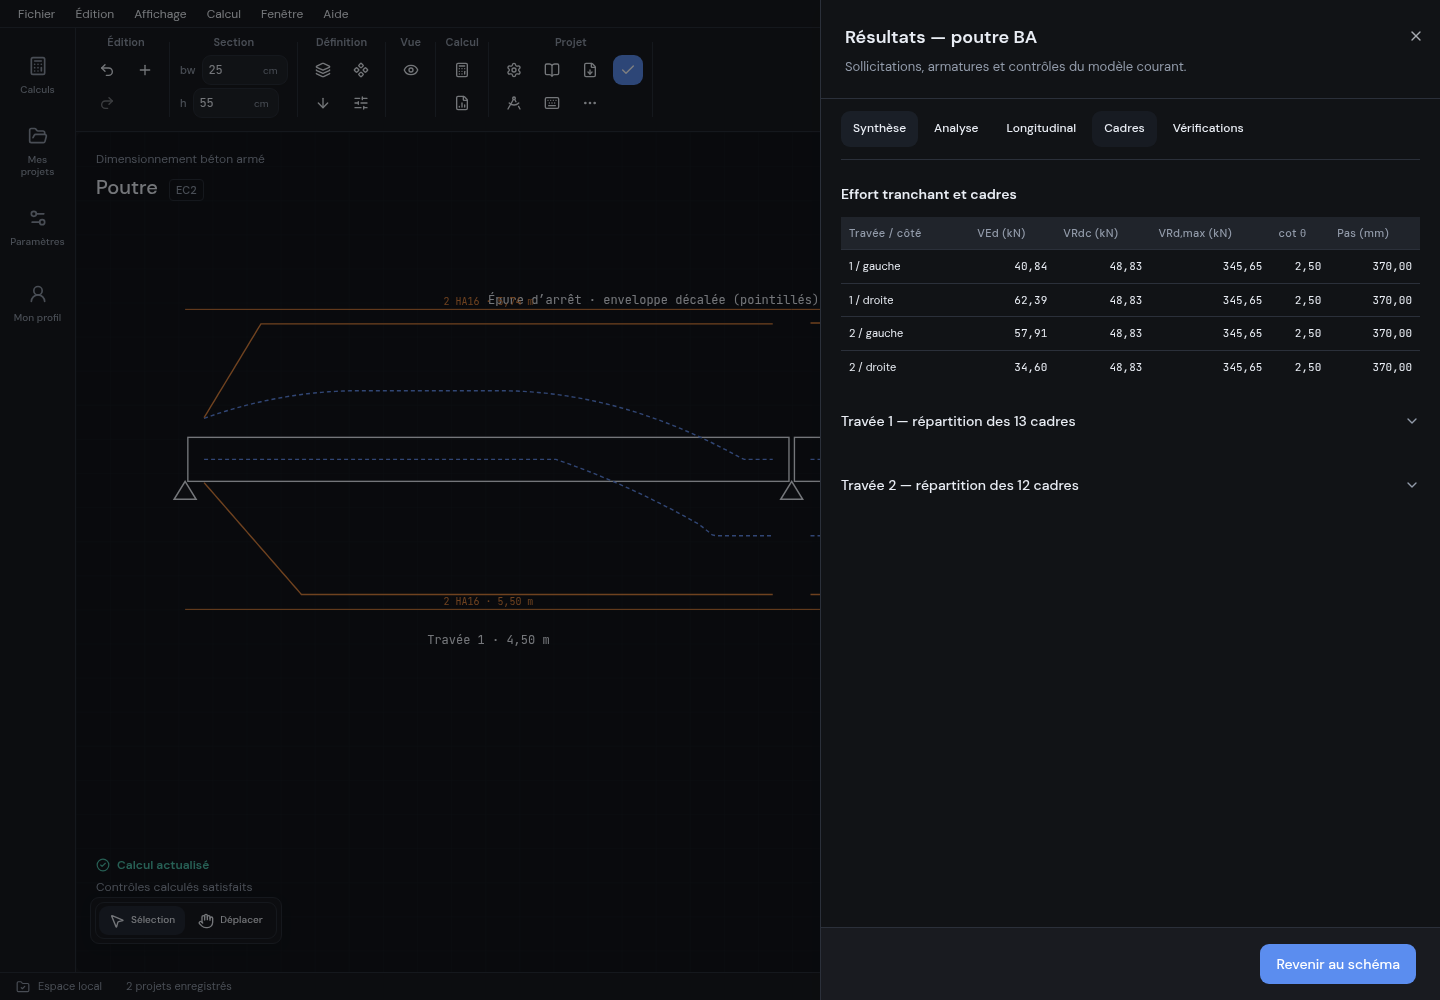 Fichier Édition Affichage Calcul Fenêtre Aide
Édition Section Définition Vue Calcul Projet
bw 25 cm
h 55 cm
Calculs
Mes
projets
Paramètres
Mon profil
Dimensionnement béton armé
Poutre EC2
2 HA16
Épure d’arrêt · enveloppe décalée (pointillés)
2 HA16 · 5,50 m
Travée 1 · 4,50 m
Calcul actualisé
Contrôles calculés satisfaits
Sélection Déplacer
Espace local 2 projets enregistrés
Résultats — poutre BA
Sollicitations, armatures et contrôles du modèle courant.
Synthèse Analyse Longitudinal Cadres Vérifications
Effort tranchant et cadres
Travée / côté VEd (kN) VRdc (kN) VRd,max (kN) cot θ Pas (mm)
1 / gauche 40,84 48,83 345,65 2,50 370,00
1 / droite 62,39 48,83 345,65 2,50 370,00
2 / gauche 57,91 48,83 345,65 2,50 370,00
2 / droite 34,60 48,83 345,65 2,50 370,00
Travée 1 — répartition des 13 cadres
Travée 2 — répartition des 12 cadres
Revenir au schéma